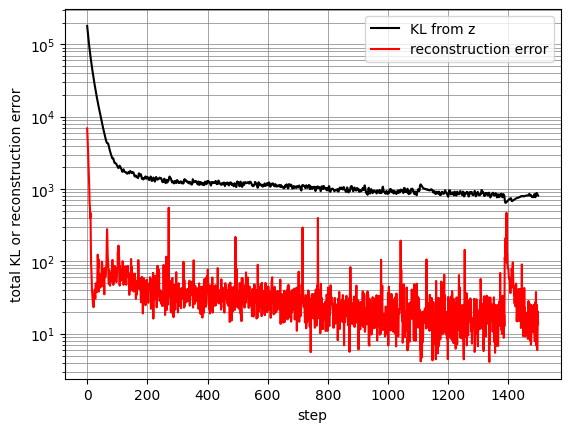 KL from z
reconstruction error
total KL or reconstruction error
10^5
10^4
10^3
10^2
10^1
0 200 400 600 800 1000 1200 1400
step